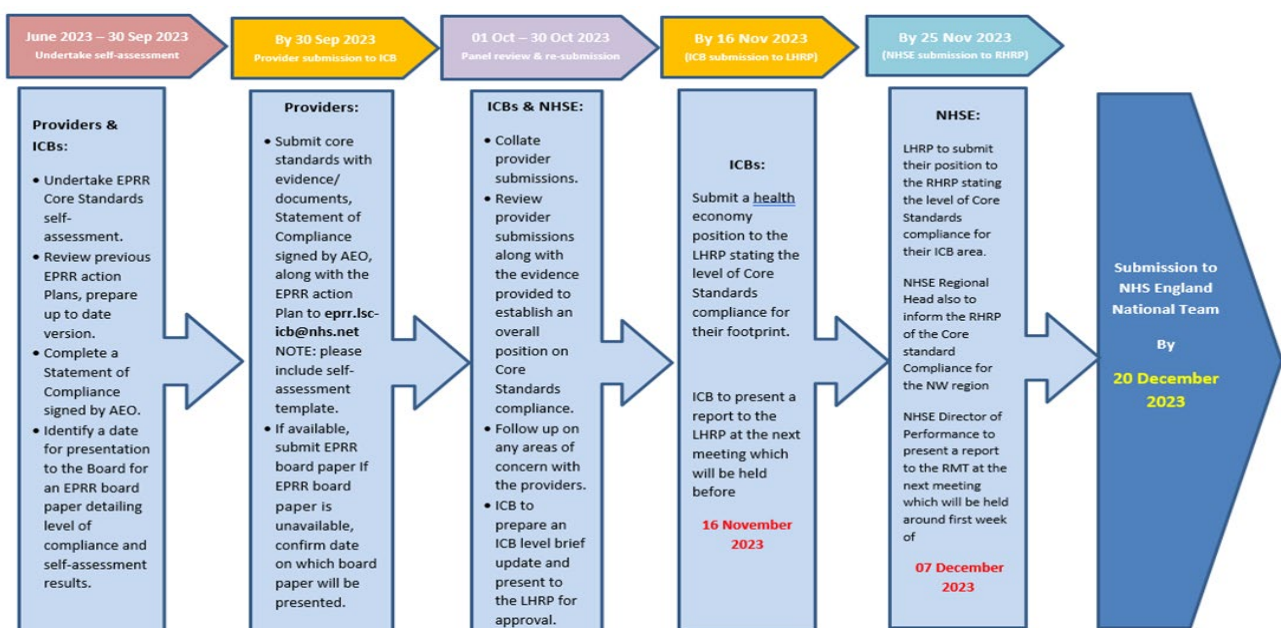 June 2023 – 30 Sep 2023
Undertake self-assessment
By 30 Sep 2023
Provider submission to ICB
01 Oct – 30 Oct 2023
Panel review & re-submission
By 16 Nov 2023
(ICB submission to LHRP)
By 25 Nov 2023
(NHSE submission to RHRP)
Providers &
ICBs:
• Undertake EPRR
Core Standards
self-
assessment.
• Review previous
EPRR action
Plans, prepare
up to date
version.
• Complete a
Statement of
Compliance
signed by AEO.
• Identify a date
for presentation
to the Board for
an EPRR board
paper detailing
level of
compliance and
self-assessment
results.
Providers:
• Submit core
standards with
evidence/
documents,
Statement of
Compliance
signed by AEO,
along with the
EPRR action
Plan to eprr.lsc-
icb@nhs.net
NOTE: please
include self-
assessment
template.
• If available,
submit EPRR
board paper If
EPRR board
paper is
unavailable,
confirm date
on which board
paper will be
presented.
ICBs & NHSE:
• Collate
provider
submissions.
• Review
provider
submissions
along with
the evidence
provided to
establish an
overall
position on
Core
Standards
compliance.
• Follow up on
any areas of
concern with
the providers.
• ICB to
prepare an
ICB level brief
update and
present to
the LHRP for
approval.
ICBs:
Submit a health
economy
position to the
LHRP stating the
level of Core
Standards
compliance for
their footprint.
ICB to present a
report to the
LHRP at the next
meeting which
will be held
before
16 November
2023
NHSE:
LHRP to submit
their position to
the RHRP stating
the level of Core
Standards
compliance for
their ICB area.
NHSE Regional
Head also to
inform the RHRP
of the Core
standard
Compliance for
the NW region
NHSE Director of
Performance to
present a report
to the RMT at the
next meeting
which will be held
around first week
of
07 December
2023
Submission to
NHS England
National Team
By
20 December
2023